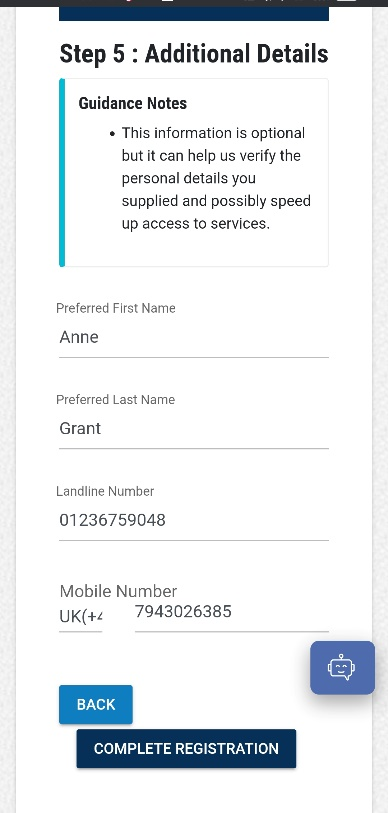 Step 5 : Additional Details
Guidance Notes
• This information is optional
but it can help us verify the
personal details you
supplied and possibly speed
up access to services.
Preferred First Name
Anne
Preferred Last Name
Grant
Landline Number
01236759048
Mobile Number
UK(+4
7943026385
BACK
COMPLETE REGISTRATION